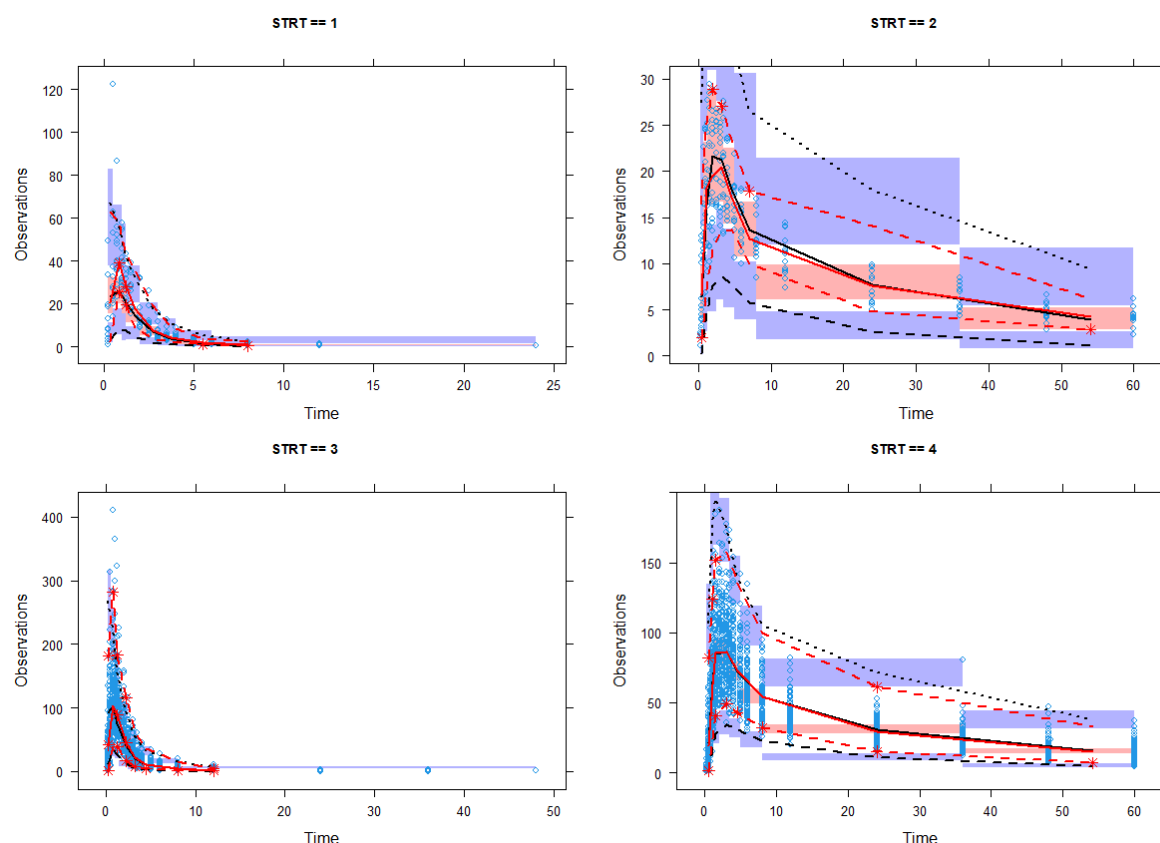 STRT == 1
STRT == 2
Observations
120
100
80
60
40
20
0
0 5 10 15 20 25
Time
Observations
30
25
20
15
10
5
0
0 10 20 30 40 50 60
Time
STRT == 3
STRT == 4
Observations
400
300
200
100
0
0 10 20 30 40
Time
Observations
150
100
50
0
0 10 20 30 40 50 60
Time